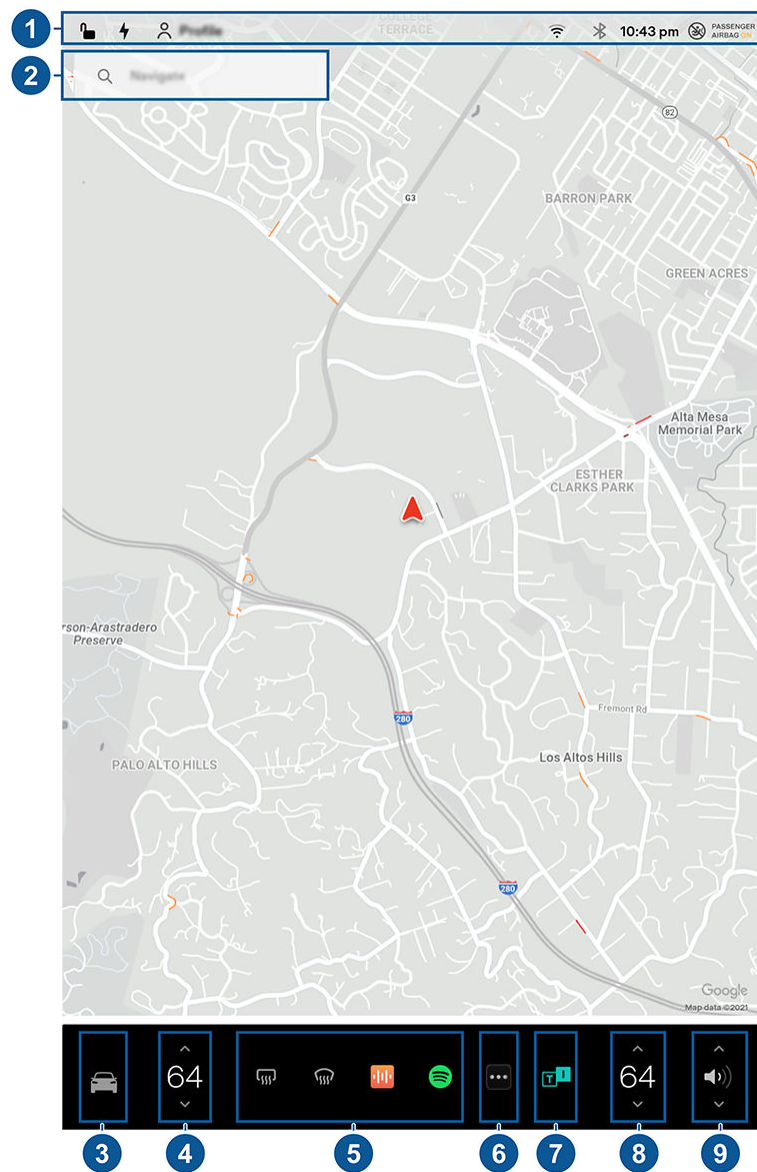 1
Profile
COLLEGE
TERRACE
10:43 pm
PASSENGER
AIRBAG ON
2
Navigate
82
G3
BARRON PARK
GREEN ACRES
Alta Mesa
Memorial Park
ESTHER
CLARKS PARK
rson-Arastradero
Preserve
280
Fremont Rd
PALO ALTO HILLS
Los Altos Hills
280
Google
Map data ©2021
64
T
I
64
3
4
5
6
7
8
9